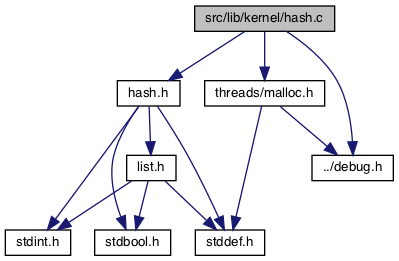 src/lib/kernel/hash.c
hash.h
threads/malloc.h
list.h
../debug.h
stdint.h
stdbool.h
stddef.h